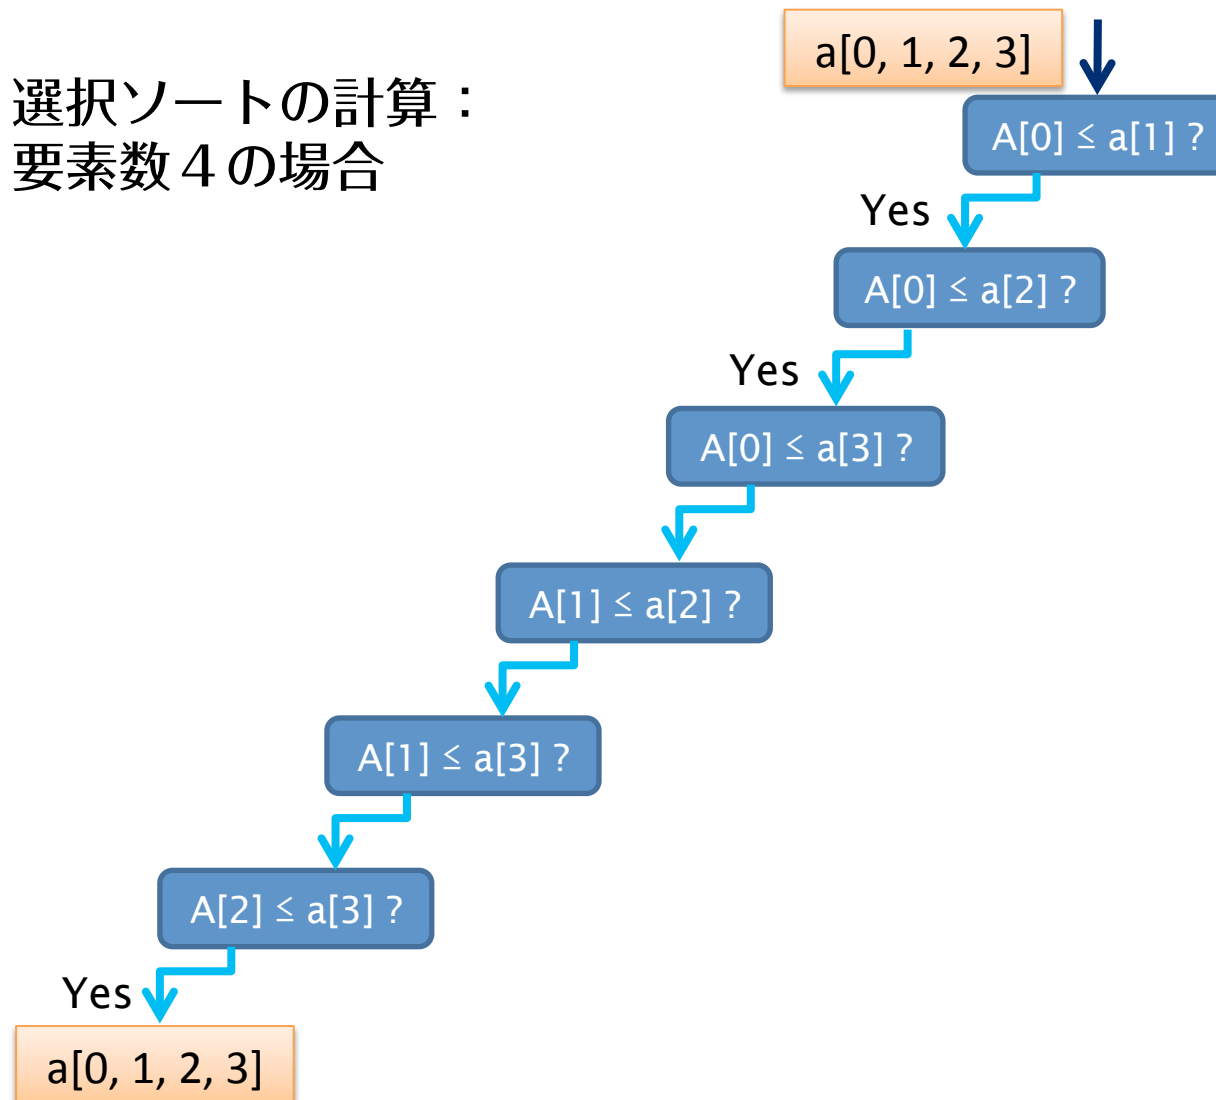 a[0, 1, 2, 3]
選択ソートの計算：
要素数４の場合
A[0] ≤ a[1] ?
Yes
A[0] ≤ a[2] ?
Yes
A[0] ≤ a[3] ?
A[1] ≤ a[2] ?
A[1] ≤ a[3] ?
A[2] ≤ a[3] ?
Yes
a[0, 1, 2, 3]